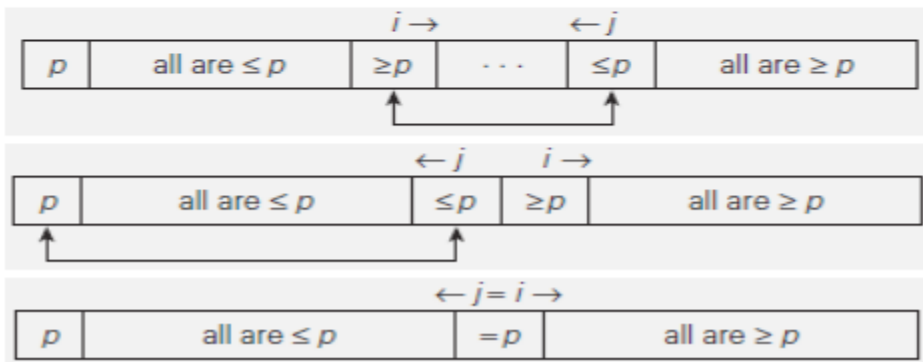 i → ← j
p all are ≤ p ≥p · · · ≤p all are ≥ p
← j i →
p all are ≤ p ≤p ≥p all are ≥ p
← j = i →
p all are ≤ p =p all are ≥ p